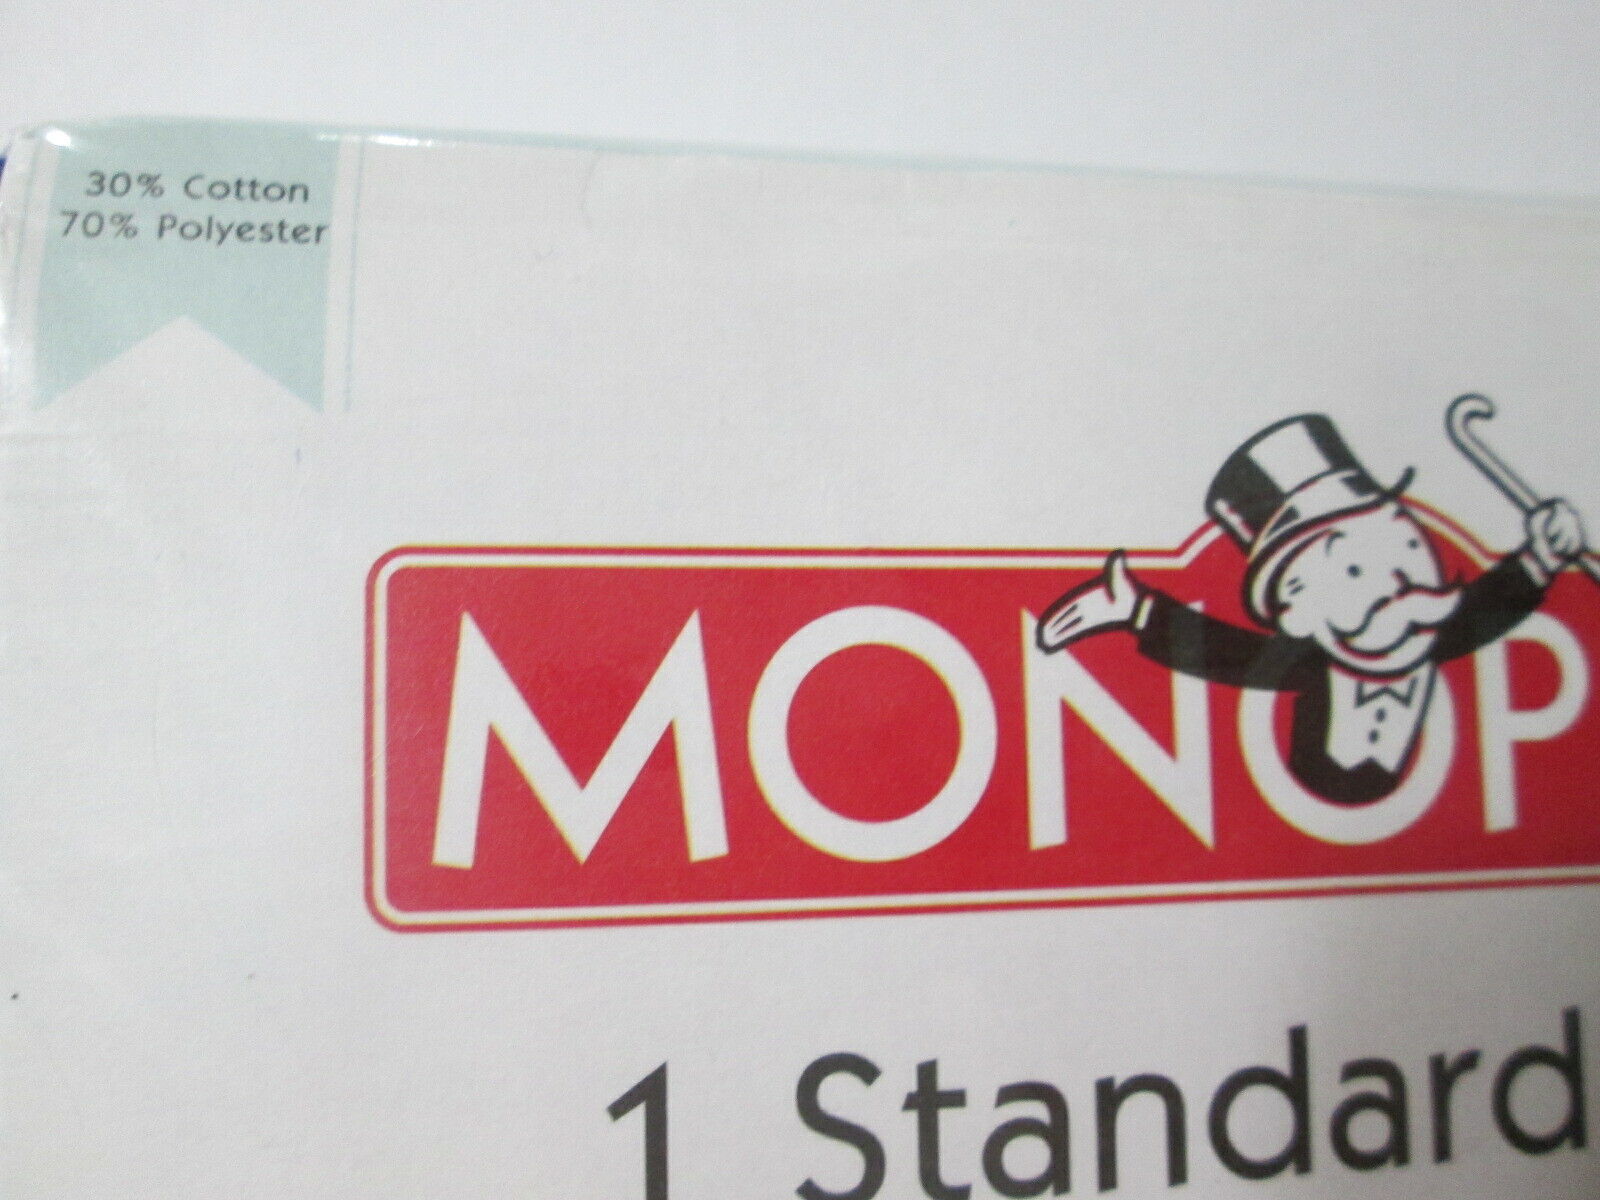 30% Cotton
70% Polyester
MONOP
1 Standard